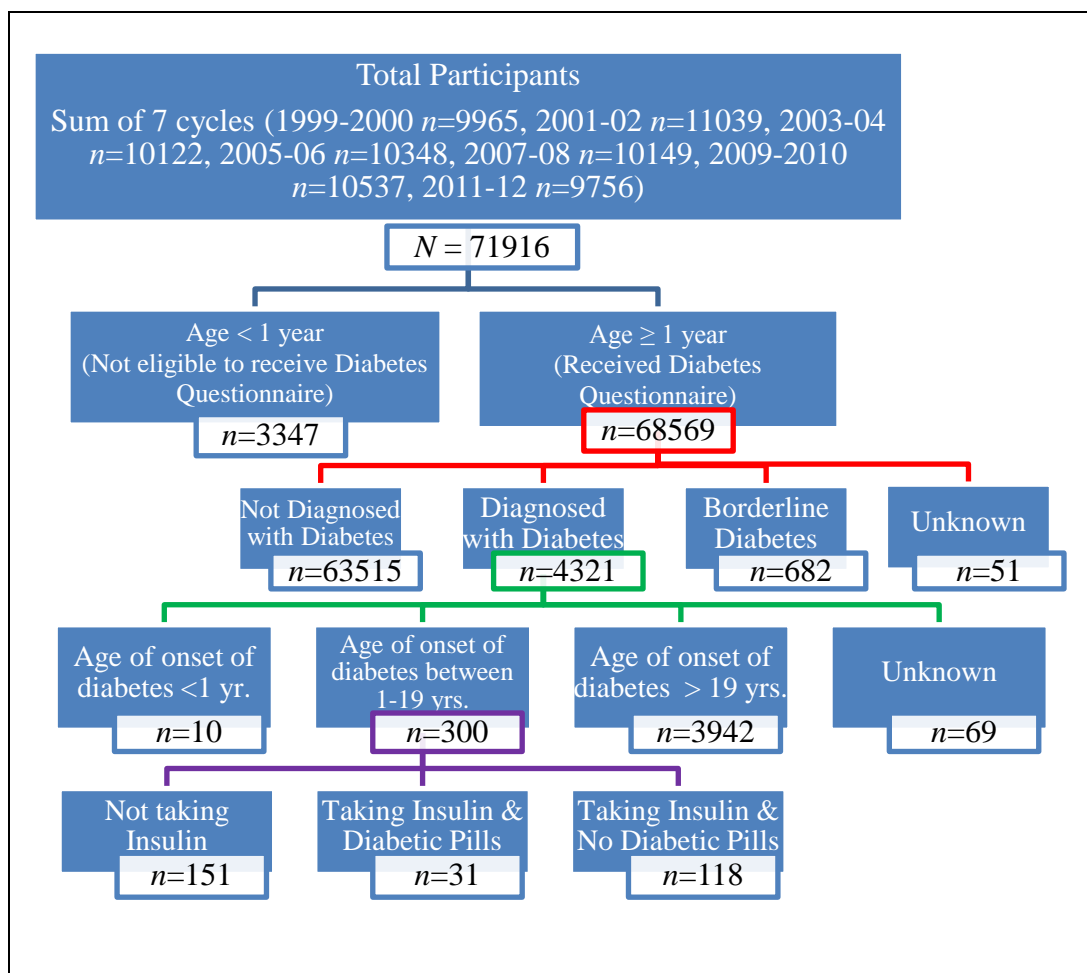 Total Participants
Sum of 7 cycles (1999-2000 n=9965, 2001-02 n=11039, 2003-04
n=10122, 2005-06 n=10348, 2007-08 n=10149, 2009-2010
n=10537, 2011-12 n=9756)
N = 71916
Age < 1 year
(Not eligible to receive Diabetes
Questionnaire)
n=3347
Age ≥ 1 year
(Received Diabetes
Questionnaire)
n=68569
Not Diagnosed
with Diabetes
n=63515
Diagnosed
with Diabetes
n=4321
Borderline
Diabetes
n=682
Unknown
n=51
Age of onset of
diabetes <1 yr.
n=10
Age of onset of
diabetes between
1-19 yrs.
n=300
Age of onset of
diabetes > 19 yrs.
n=3942
Unknown
n=69
Not taking
Insulin
n=151
Taking Insulin &
Diabetic Pills
n=31
Taking Insulin &
No Diabetic Pills
n=118